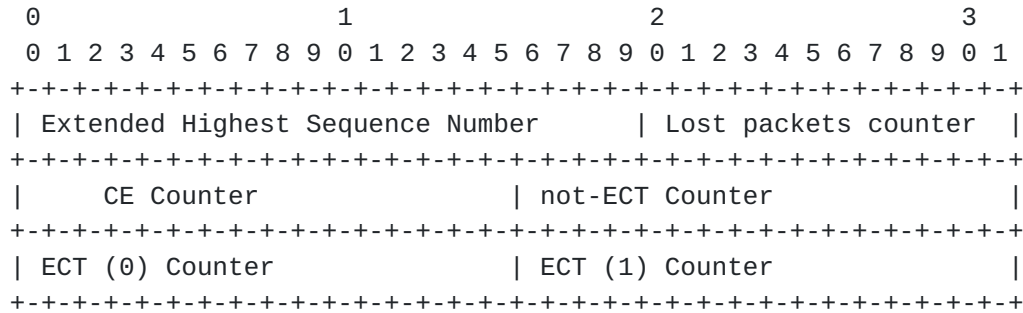 0                   1                   2                   3
 0 1 2 3 4 5 6 7 8 9 0 1 2 3 4 5 6 7 8 9 0 1 2 3 4 5 6 7 8 9 0 1
+-+-+-+-+-+-+-+-+-+-+-+-+-+-+-+-+-+-+-+-+-+-+-+-+-+-+-+-+-+-+-+-+
| Extended Highest Sequence Number      | Lost packets counter  |
+-+-+-+-+-+-+-+-+-+-+-+-+-+-+-+-+-+-+-+-+-+-+-+-+-+-+-+-+-+-+-+-+
|     CE Counter                | not-ECT Counter               |
+-+-+-+-+-+-+-+-+-+-+-+-+-+-+-+-+-+-+-+-+-+-+-+-+-+-+-+-+-+-+-+-+
| ECT (0) Counter               | ECT (1) Counter               |
+-+-+-+-+-+-+-+-+-+-+-+-+-+-+-+-+-+-+-+-+-+-+-+-+-+-+-+-+-+-+-+-+